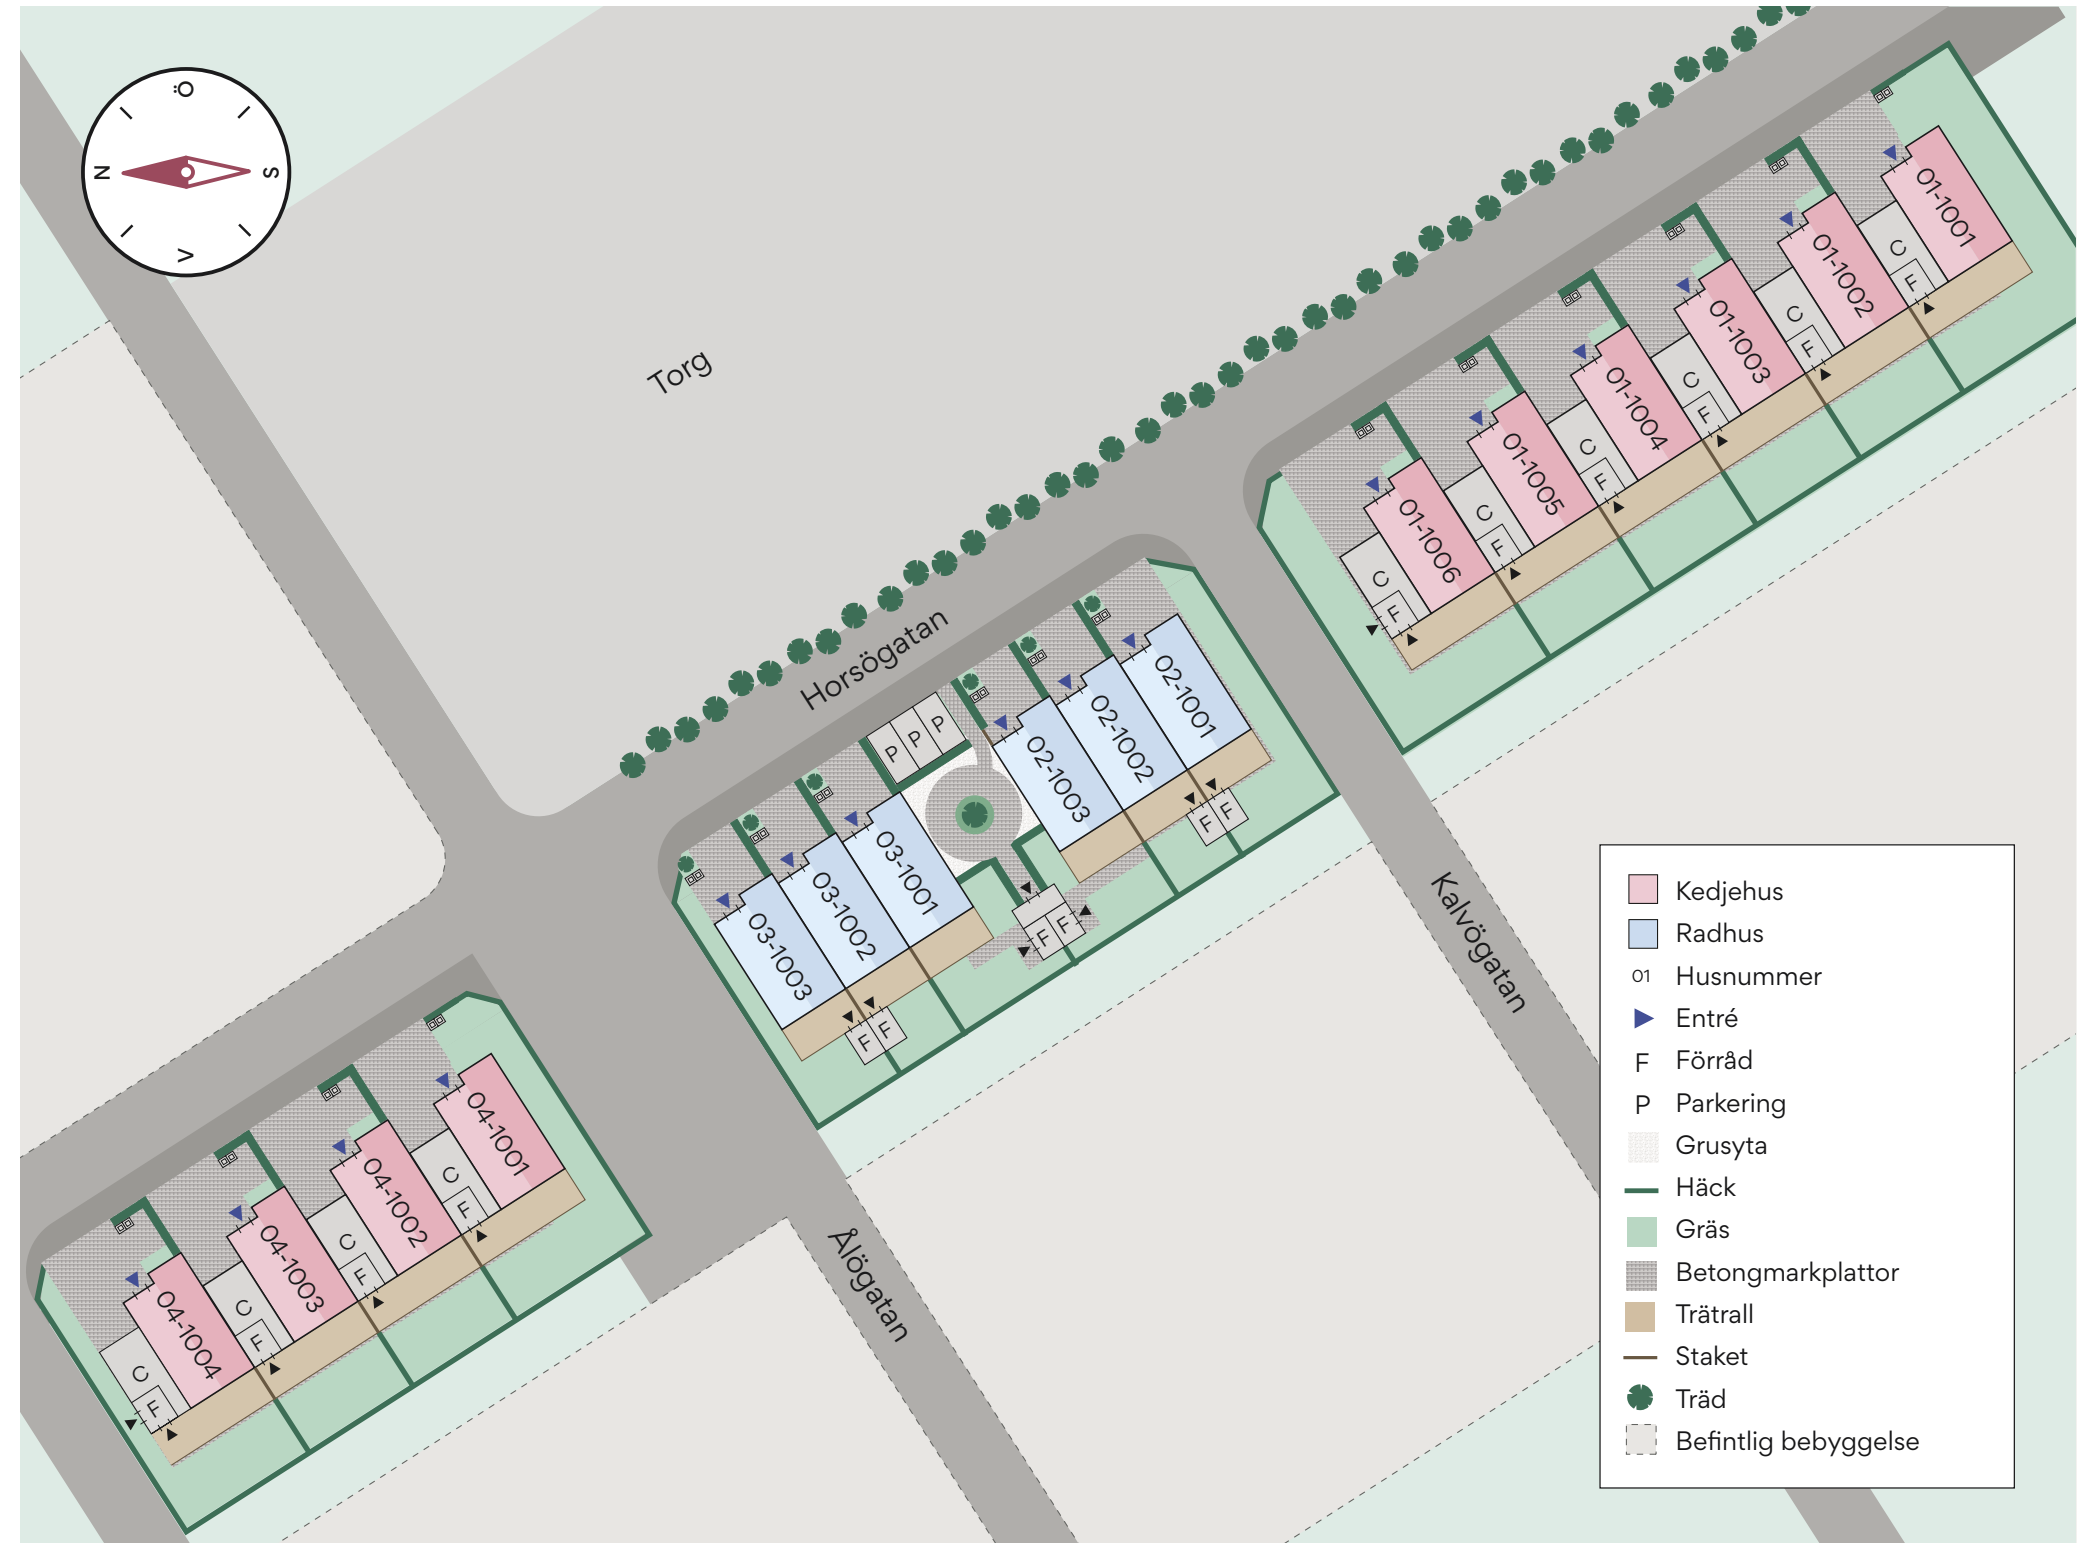 Ö
N
S
V
Torg
Horsögatan
Kalvögatan
Ålögatan
01-1001
C
F
01-1002
C
F
01-1003
C
F
01-1004
C
F
01-1005
C
F
01-1006
C
F
02-1001
02-1002
02-1003
F
F
P
P
P
F
F
03-1001
03-1002
03-1003
F
F
04-1001
C
F
04-1002
C
F
04-1003
C
F
04-1004
C
F
Kedjehus
Radhus
01 Husnummer
Entré
F Förråd
P Parkering
Grusyta
Häck
Gräs
Betongmarkplattor
Trätrall
Staket
Träd
Befintlig bebyggelse